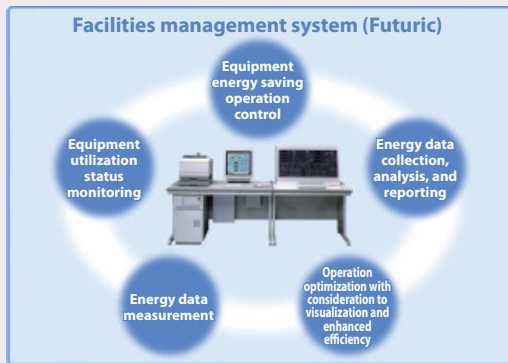 Facilities management system (Futuric)
Equipment
energy saving
operation
control
Equipment
utilization
status
monitoring
Energy data
collection,
analysis, and
reporting
Energy data
measurement
Operation
optimization with
consideration to
visualization and
enhanced
efficiency